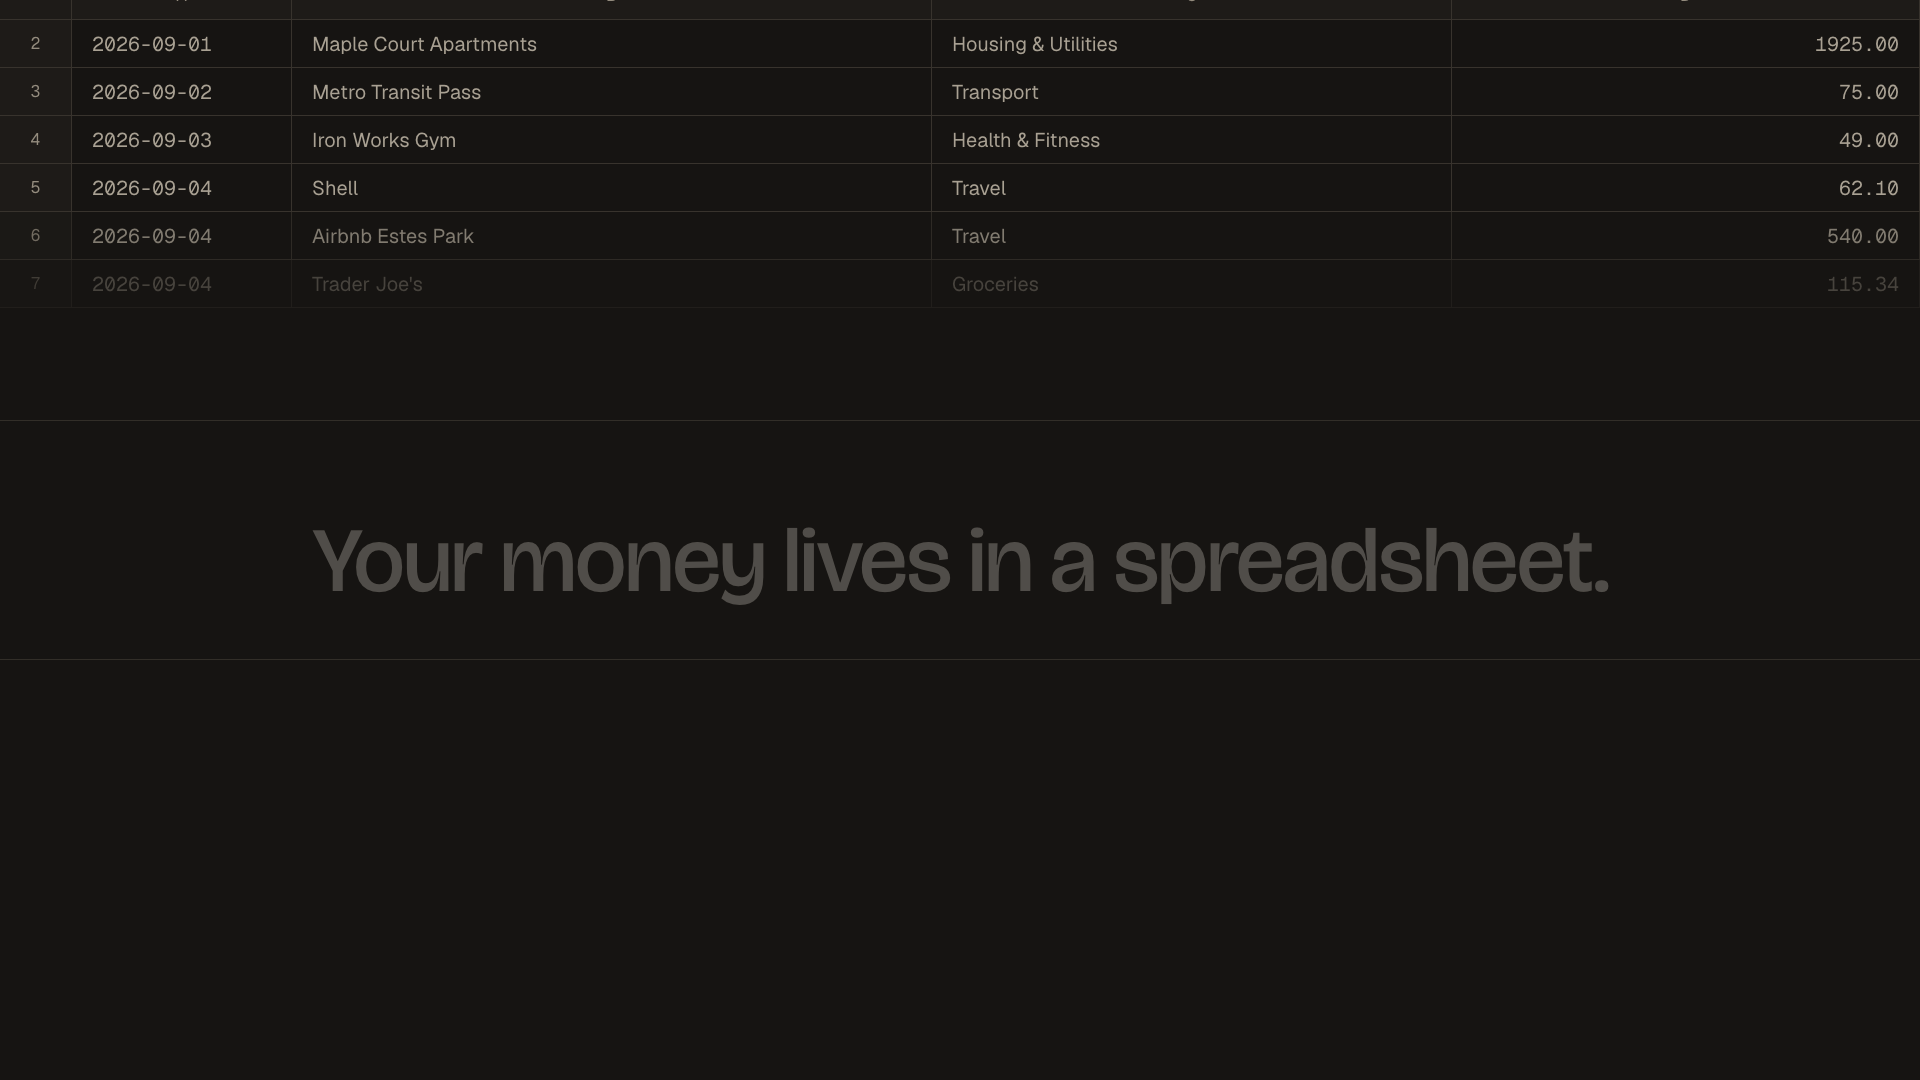 2 2026-09-01 Maple Court Apartments Housing & Utilities 1925.00
3 2026-09-02 Metro Transit Pass Transport 75.00
4 2026-09-03 Iron Works Gym Health & Fitness 49.00
5 2026-09-04 Shell Travel 62.10
6 2026-09-04 Airbnb Estes Park Travel 540.00
7 2026-09-04 Trader Joe's Groceries 115.34
Your money lives in a spreadsheet.